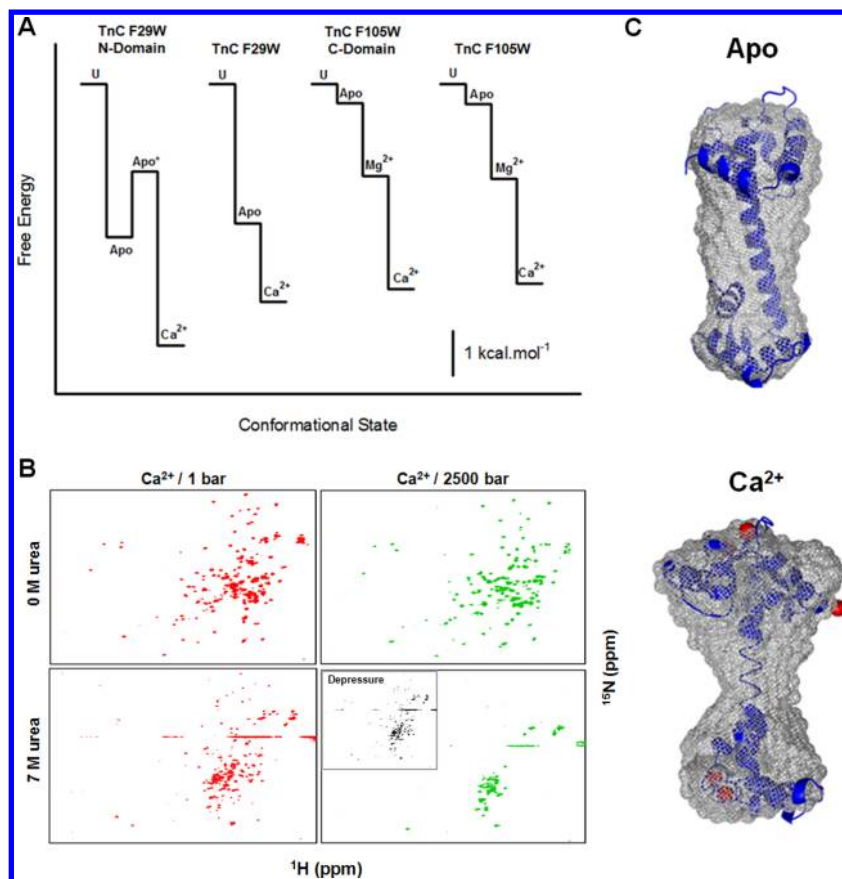 A
TnC F29W
N-Domain
TnC F29W
TnC F105W
C-Domain
TnC F105W
U
Apo
Apo*
Ca²⁺
U
Apo
Ca²⁺
U
Apo
Mg²⁺
Ca²⁺
U
Apo
Mg²⁺
Ca²⁺
1 kcal.mol⁻¹
Free Energy
Conformational State
B
Ca²⁺ / 1 bar
Ca²⁺ / 2500 bar
0 M urea
7 M urea
Depressure
¹⁵N (ppm)
¹H (ppm)
C
Apo
Ca²⁺